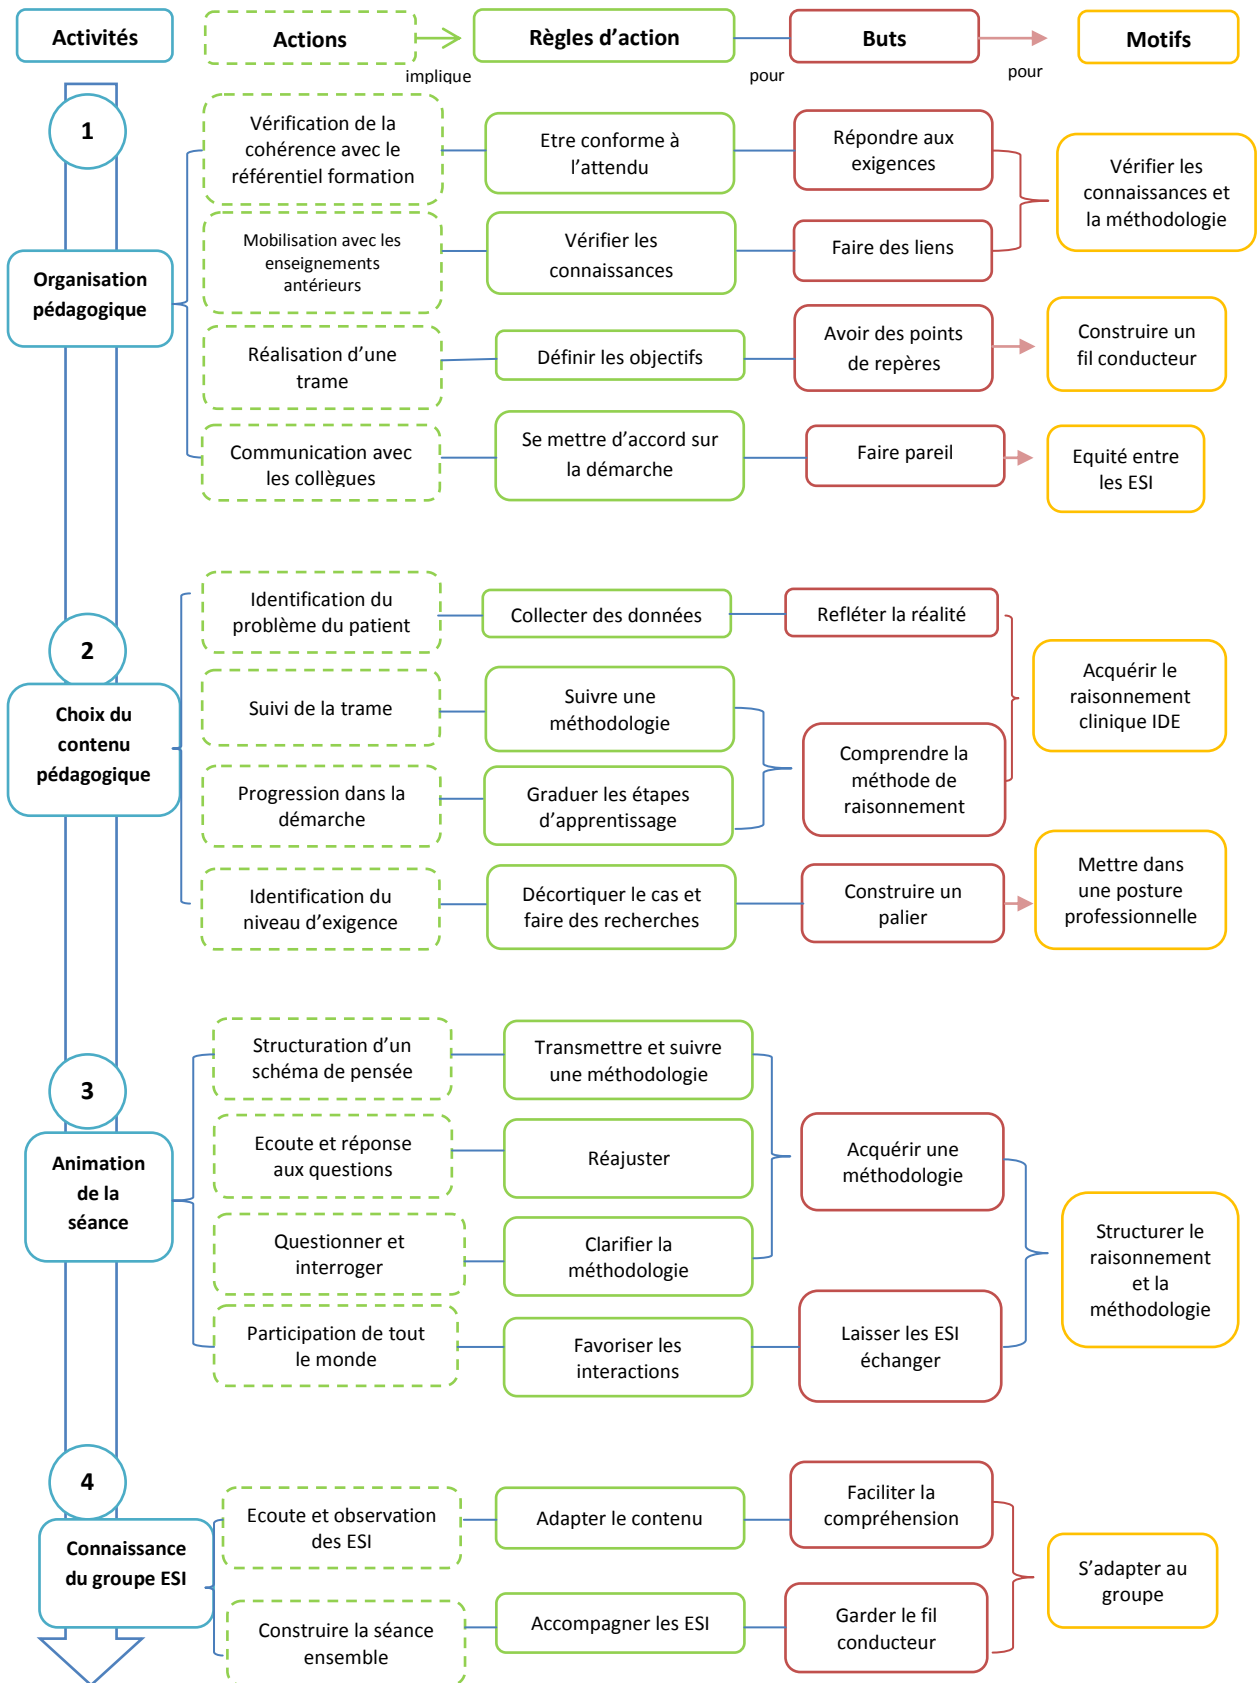 Activités
Actions
implique
Règles d’action
pour
Buts
pour
Motifs
1
Organisation
pédagogique
Vérification de la
cohérence avec le
référentiel formation
Etre conforme à
l’attendu
Répondre aux
exigences
Vérifier les
connaissances et
la méthodologie
Mobilisation avec les
enseignements
antérieurs
Vérifier les
connaissances
Faire des liens
Réalisation d’une
trame
Définir les objectifs
Avoir des points
de repères
Construire un
fil conducteur
Communication avec
les collègues
Se mettre d’accord sur
la démarche
Faire pareil
Equité entre
les ESI
2
Choix du
contenu
pédagogique
Identification du
problème du patient
Collecter des données
Refléter la réalité
Acquérir le
raisonnement
clinique IDE
Suivi de la trame
Suivre une
méthodologie
Comprendre la
méthode de
raisonnement
Progression dans la
démarche
Graduer les étapes
d’apprentissage
Identification du
niveau d’exigence
Décortiquer le cas et
faire des recherches
Construire un
palier
Mettre dans
une posture
professionnelle
3
Animation
de la
séance
Structuration d’un
schéma de pensée
Transmettre et suivre
une méthodologie
Acquérir une
méthodologie
Structurer le
raisonnement
et la
méthodologie
Ecoute et réponse
aux questions
Réajuster
Questionner et
interroger
Clarifier la
méthodologie
Participation de tout
le monde
Favoriser les
interactions
Laisser les ESI
échanger
4
Connaissance
du groupe ESI
Ecoute et observation
des ESI
Adapter le contenu
Faciliter la
compréhension
S’adapter au
groupe
Construire la séance
ensemble
Accompagner les ESI
Garder le fil
conducteur